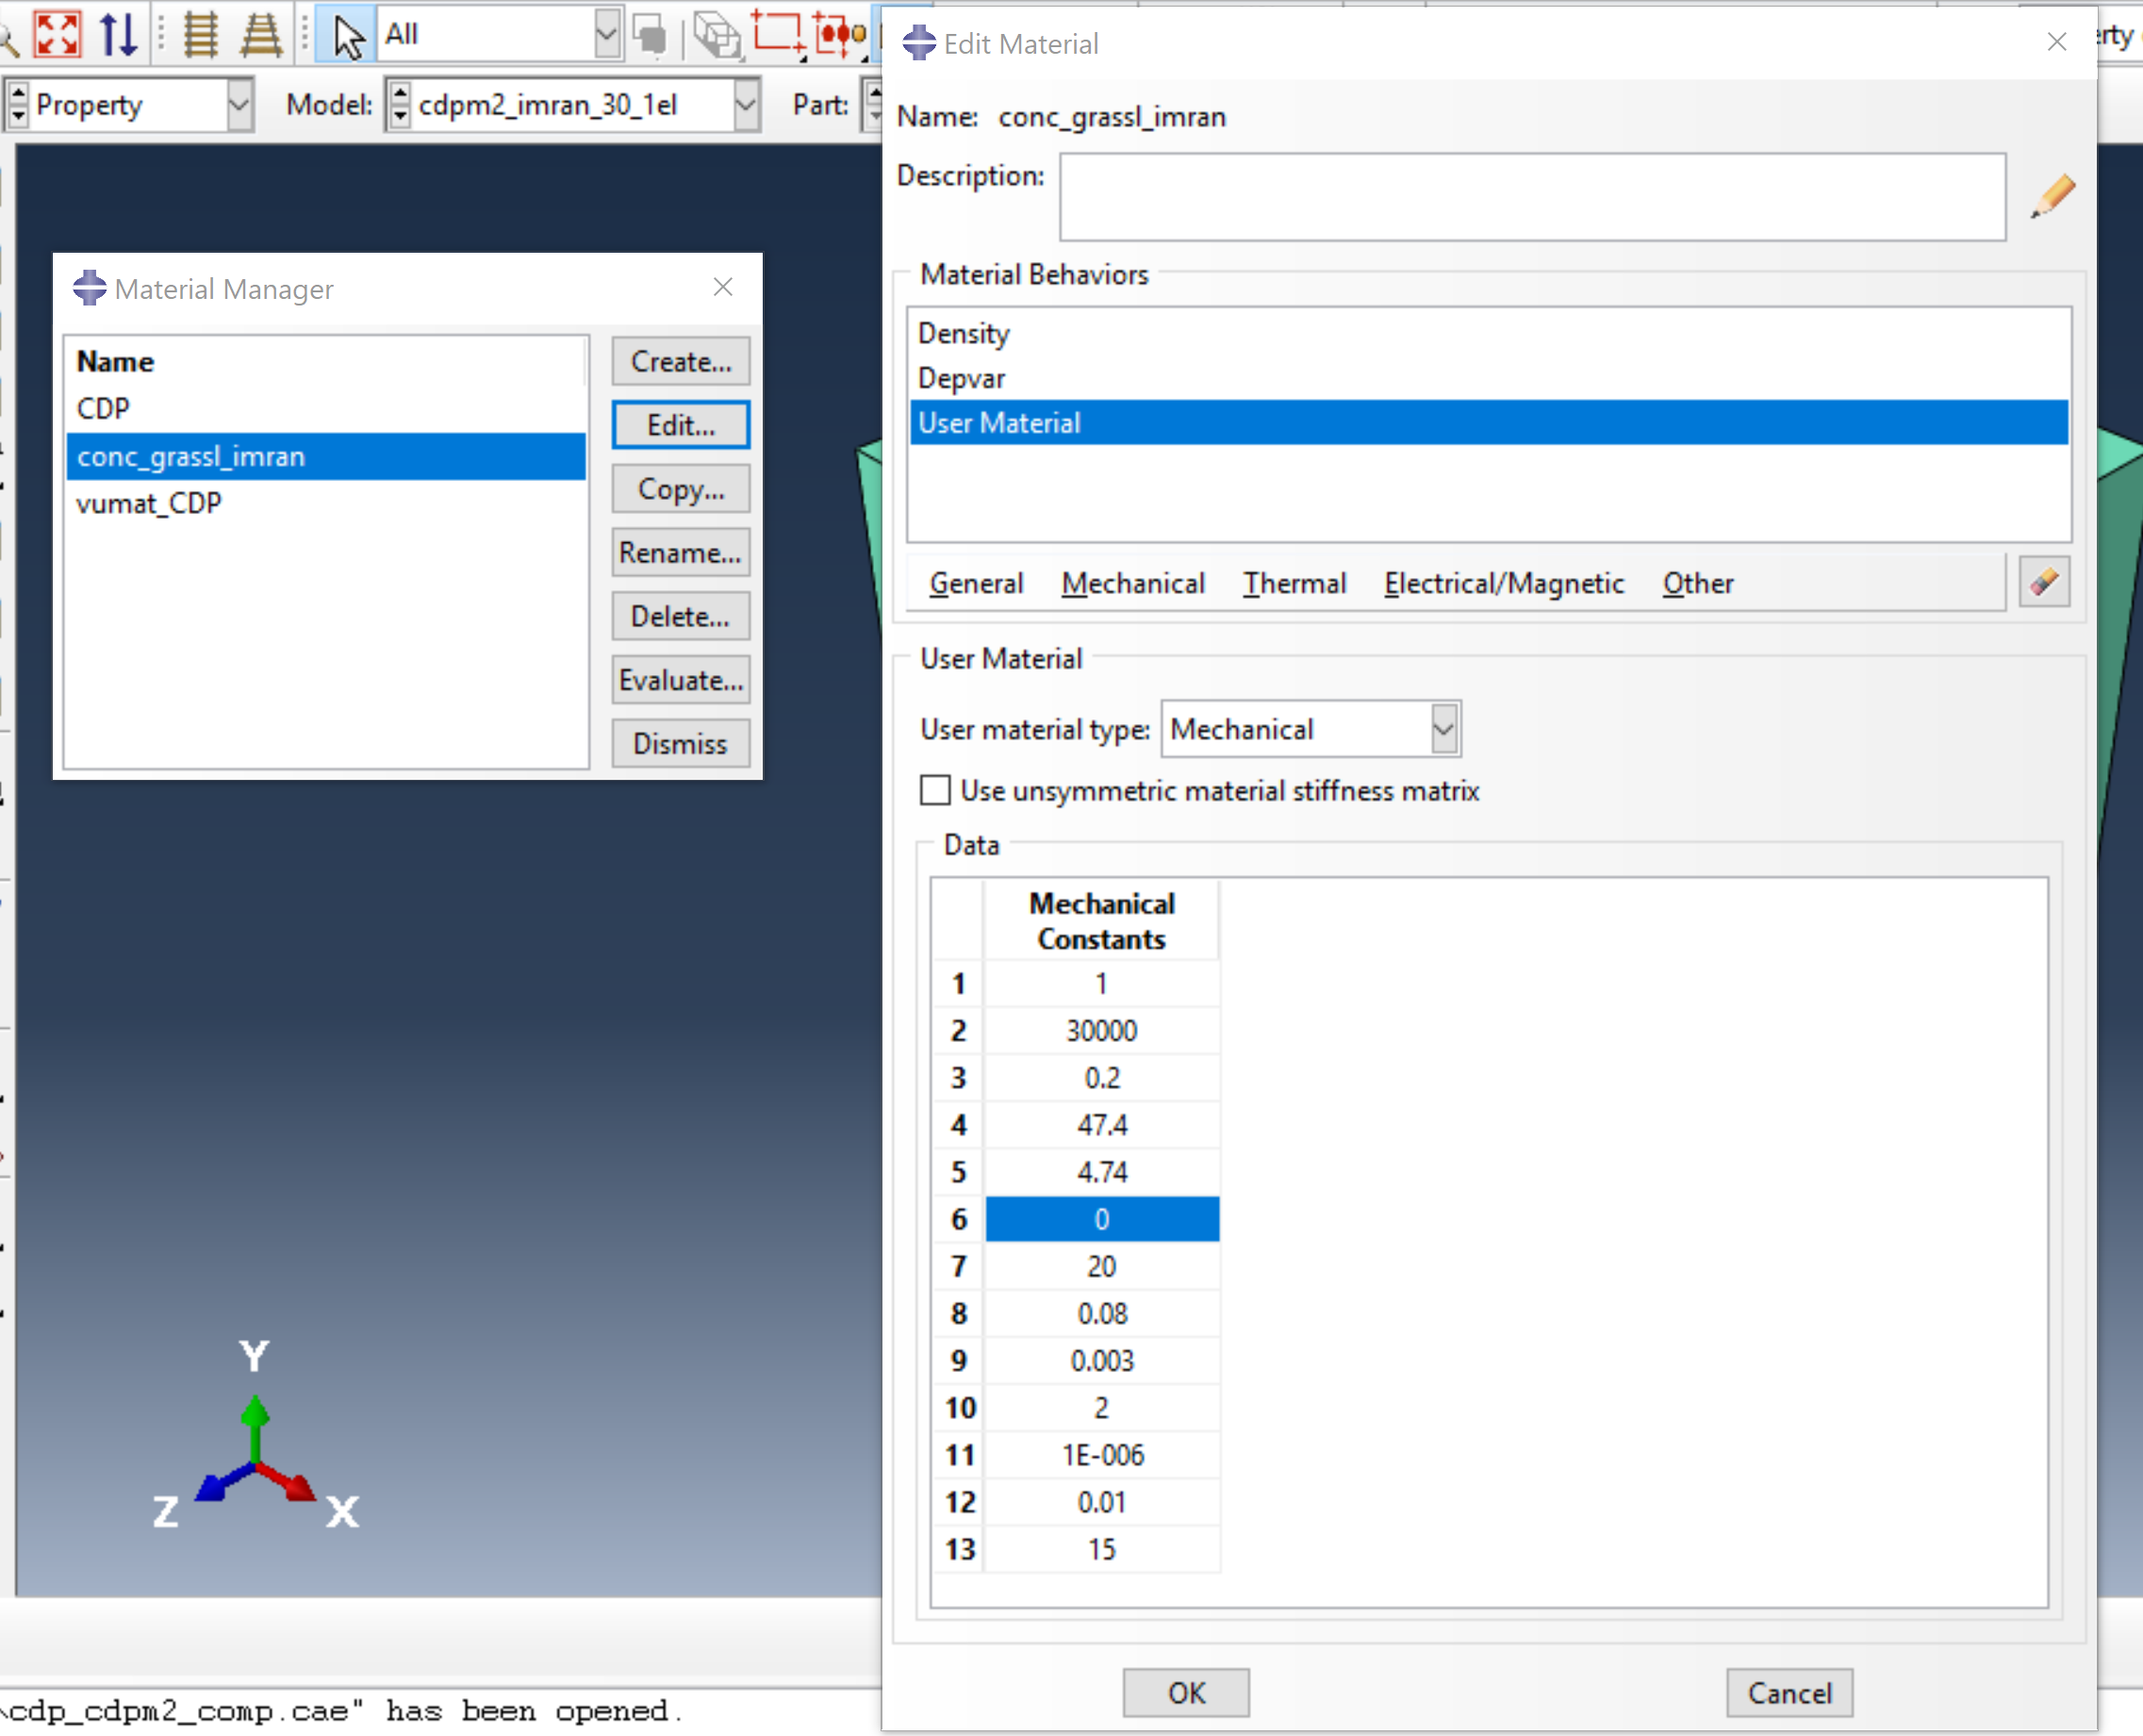 All
Property
Model: cdpm2_imran_30_1el
Part:
Material Manager
Name
CDP
conc_grassl_imran
vumat_CDP
Create...
Edit...
Copy...
Rename...
Delete...
Evaluate...
Dismiss
Y
Z
X
cdp_cdpm2_comp.cae" has been opened.
Edit Material
Name: conc_grassl_imran
Description:
Material Behaviors
Density
Depvar
User Material
General Mechanical Thermal Electrical/Magnetic Other
User Material
User material type: Mechanical
Use unsymmetric material stiffness matrix
Data
Mechanical
Constants
1 1
2 30000
3 0.2
4 47.4
5 4.74
6 0
7 20
8 0.08
9 0.003
10 2
11 1E-006
12 0.01
13 15
OK
Cancel